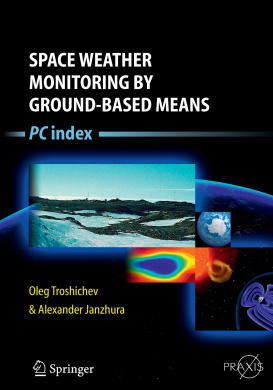 SPACE WEATHER
MONITORING BY
GROUND-BASED MEANS
PC index
Oleg Troshichev
& Alexander Janzhura
Springer
PRAXIS